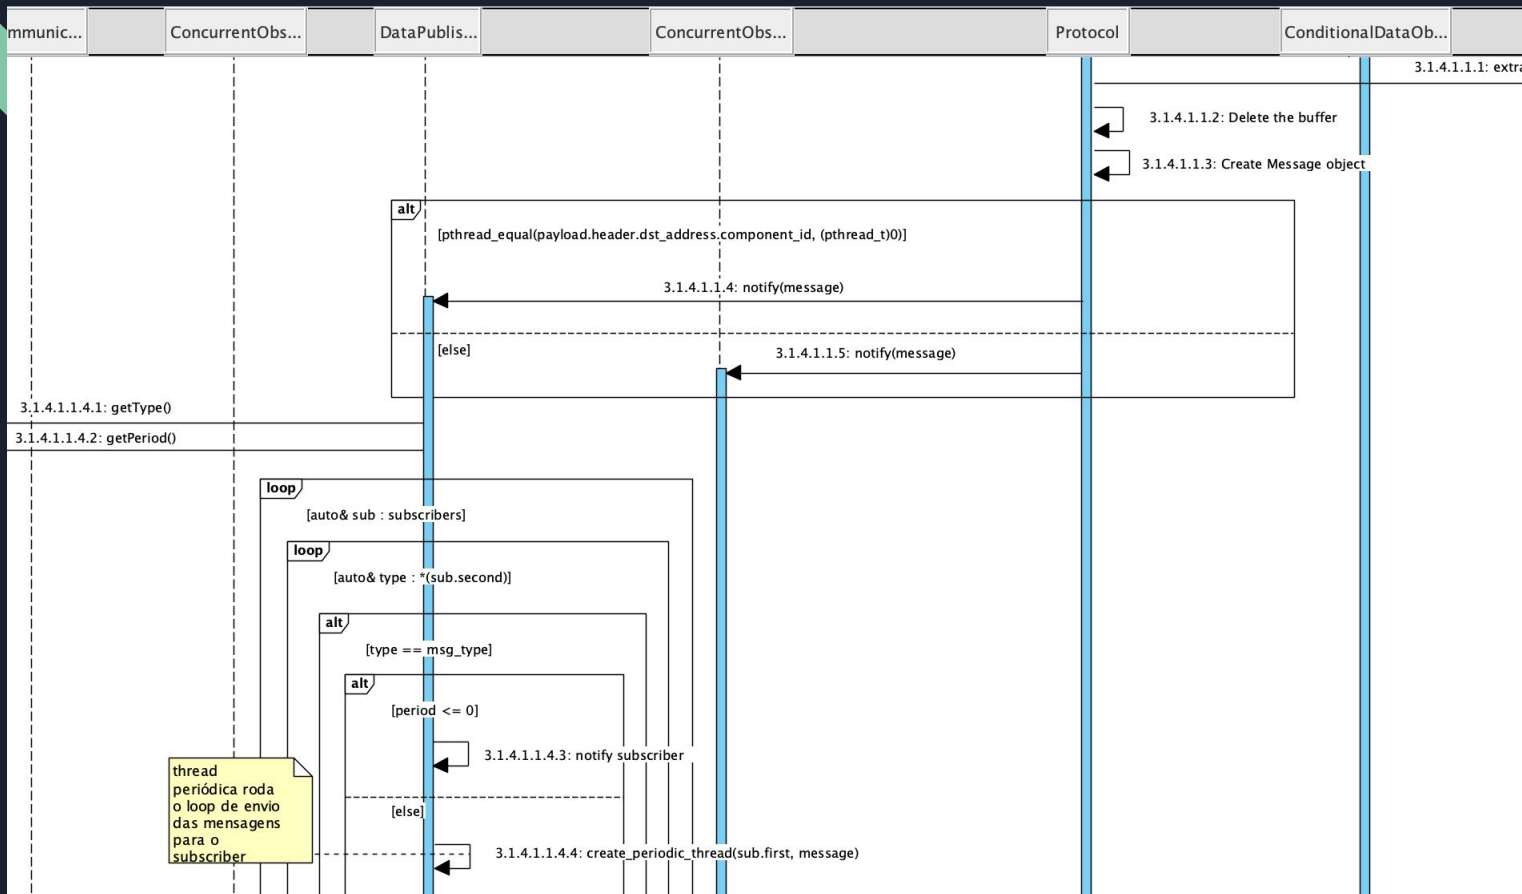 mmunic...
ConcurrentObs...
DataPublis...
ConcurrentObs...
Protocol
ConditionalDataOb...
3.1.4.1.1.1: extra
3.1.4.1.1.2: Delete the buffer
3.1.4.1.1.3: Create Message object
alt
[pthread_equal(payload.header.dst_address.component_id, (pthread_t)0)]
3.1.4.1.1.4: notify(message)
[else]
3.1.4.1.1.5: notify(message)
3.1.4.1.1.4.1: getType()
3.1.4.1.1.4.2: getPeriod()
loop
[auto& sub : subscribers]
loop
[auto& type : *(sub.second)]
alt
[type == msg_type]
alt
[period <= 0]
3.1.4.1.1.4.3: notify subscriber
thread
periódica roda
o loop de envio
das mensagens
para o
subscriber
[else]
3.1.4.1.1.4.4: create_periodic_thread(sub.first, message)